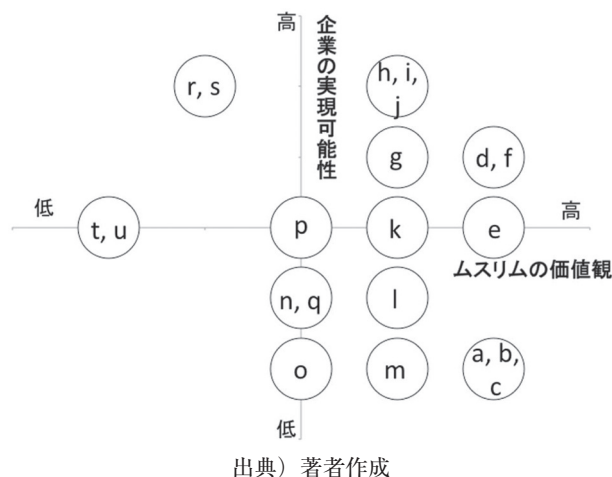 高
企業の実現可能性
r, s
h, i,
j
g
d, f
低
高
t, u
p
k
e
ムスリムの価値観
n, q
l
o
m
a, b,
c
低
出典）著者作成